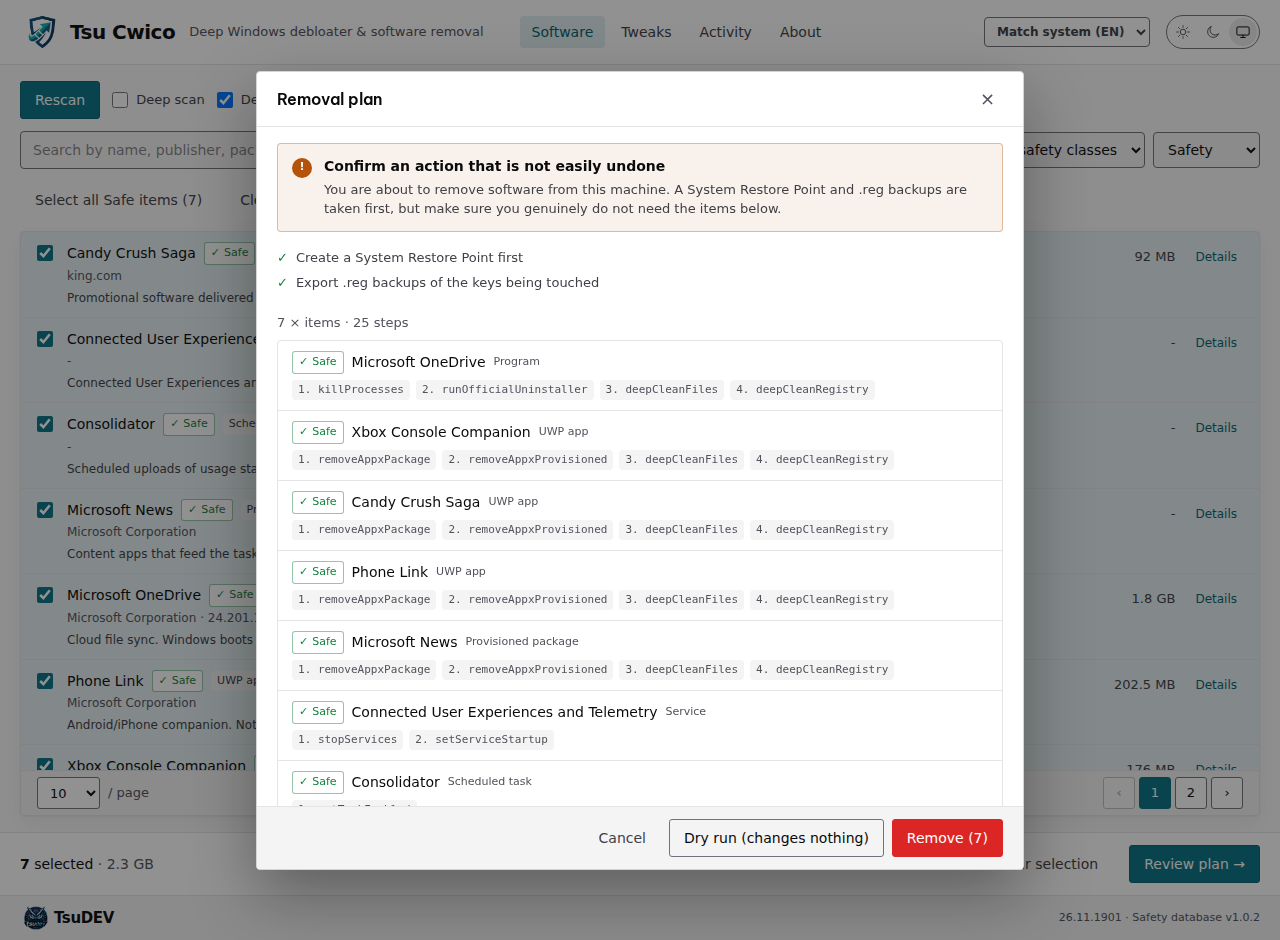 Tsu Cwico
Deep Windows debloater & software removal
Software
Tweaks
Activity
About
Match system (EN)
Rescan
Deep scan
De
Search by name, publisher, pac
safety classes
Safety
Select all Safe items (7)
Removal plan
×
!
Confirm an action that is not easily undone
You are about to remove software from this machine. A System Restore Point and .reg backups are
taken first, but make sure you genuinely do not need the items below.
✓ Create a System Restore Point first
✓ Export .reg backups of the keys being touched
7 × items · 25 steps
✓ Safe Microsoft OneDrive Program
1. killProcesses 2. runOfficialUninstaller 3. deepCleanFiles 4. deepCleanRegistry
✓ Safe Xbox Console Companion UWP app
1. removeAppxPackage 2. removeAppxProvisioned 3. deepCleanFiles 4. deepCleanRegistry
✓ Safe Candy Crush Saga UWP app
1. removeAppxPackage 2. removeAppxProvisioned 3. deepCleanFiles 4. deepCleanRegistry
✓ Safe Phone Link UWP app
1. removeAppxPackage 2. removeAppxProvisioned 3. deepCleanFiles 4. deepCleanRegistry
✓ Safe Microsoft News Provisioned package
1. removeAppxPackage 2. removeAppxProvisioned 3. deepCleanFiles 4. deepCleanRegistry
✓ Safe Connected User Experiences and Telemetry Service
1. stopServices 2. setServiceStartup
✓ Safe Consolidator Scheduled task
Cancel
Dry run (changes nothing)
Remove (7)
Candy Crush Saga ✓ Safe
king.com
Promotional software delivered
92 MB Details
Connected User Experience
-
Connected User Experiences ar
- Details
Consolidator ✓ Safe Sche
-
Scheduled uploads of usage sta
- Details
Microsoft News ✓ Safe Pr
Microsoft Corporation
Content apps that feed the task
- Details
Microsoft OneDrive ✓ Safe
Microsoft Corporation · 24.201.
Cloud file sync. Windows boots
1.8 GB Details
Phone Link ✓ Safe UWP ap
Microsoft Corporation
Android/iPhone companion. Not
202.5 MB Details
Xbox Console Companion
176 MB Details
10 / page
‹ 1 2 ›
7 selected · 2.3 GB
r selection
Review plan →
TsuDEV
26.11.1901 · Safety database v1.0.2